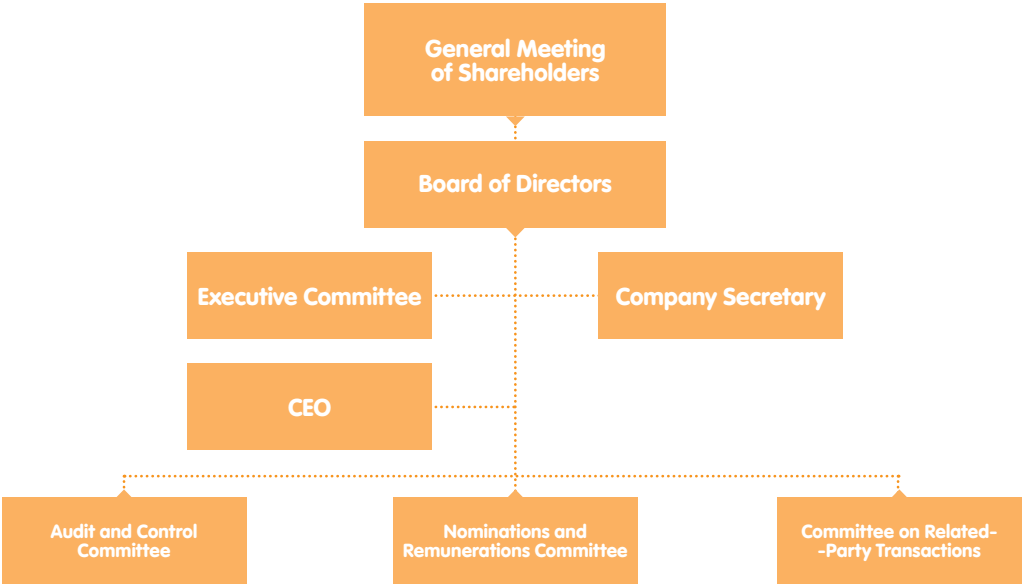 General Meeting
of Shareholders
Board of Directors
Executive Committee
Company Secretary
CEO
Audit and Control
Committee
Nominations and
Remunerations Committee
Committee on Related-
-Party Transactions